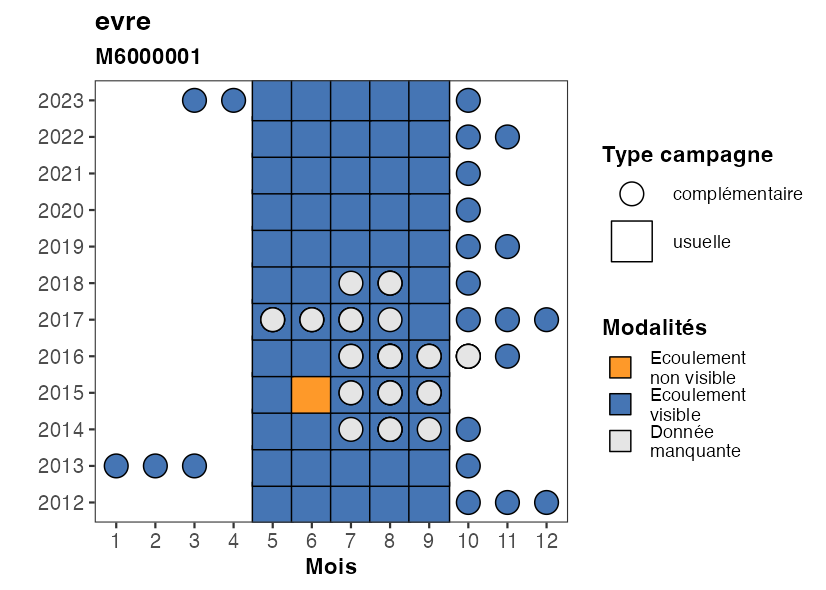 evre
M6000001
2023
2022
2021
2020
2019
2018
2017
2016
2015
2014
2013
2012
1 2 3 4 5 6 7 8 9 10 11 12
Mois
Type campagne
complémentaire
usuelle
Modalités
Ecoulement
non visible
Ecoulement
visible
Donnée
manquante